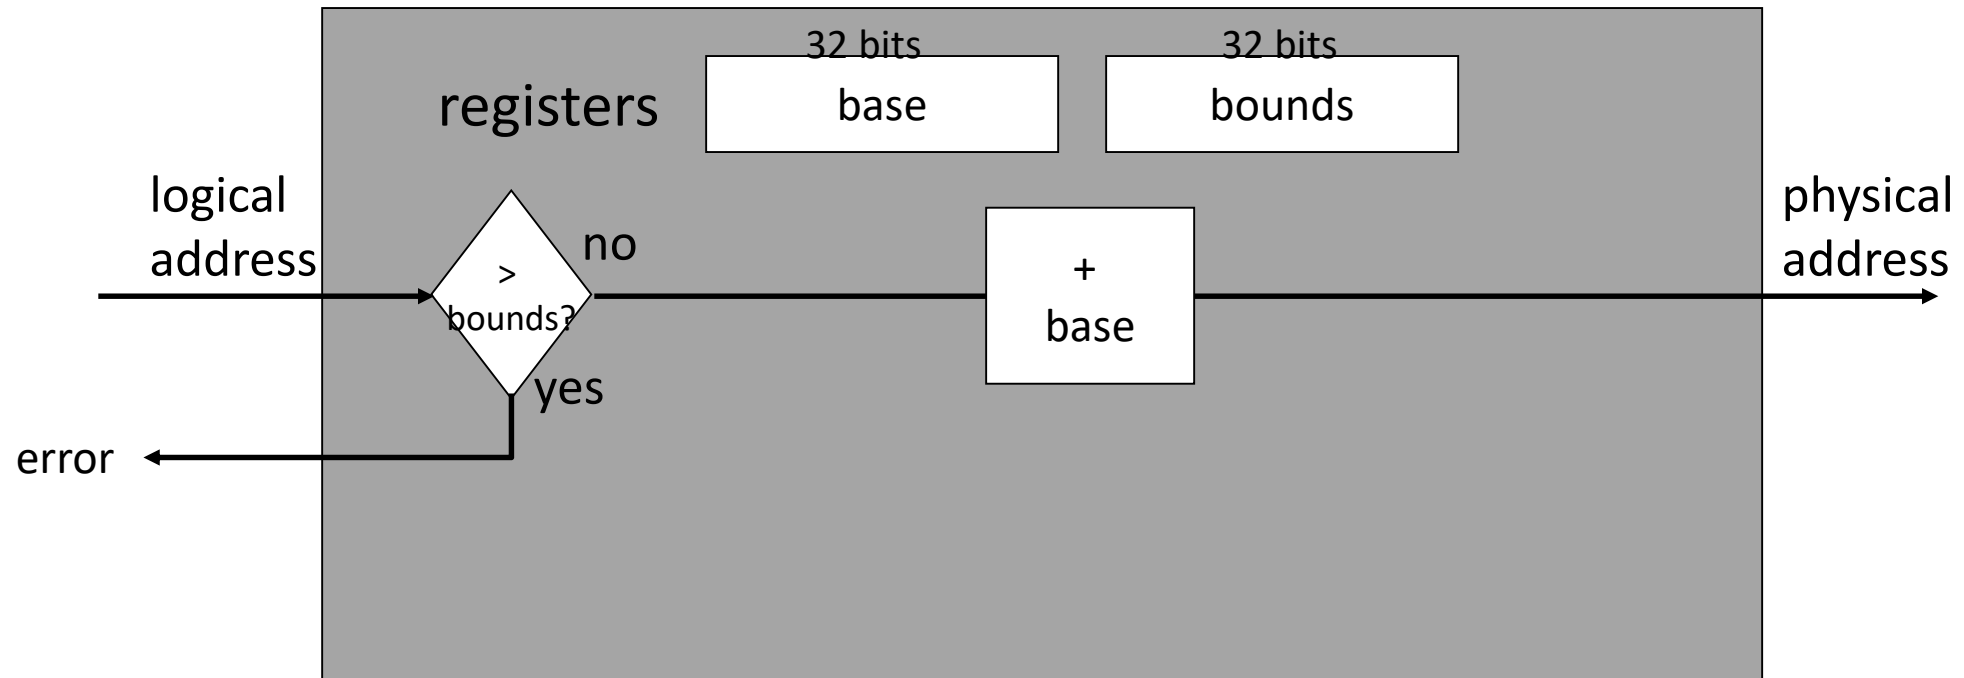 32 bits
32 bits
registers
base
bounds
logical
address
physical
address
no
>
bounds?
+
base
yes
error